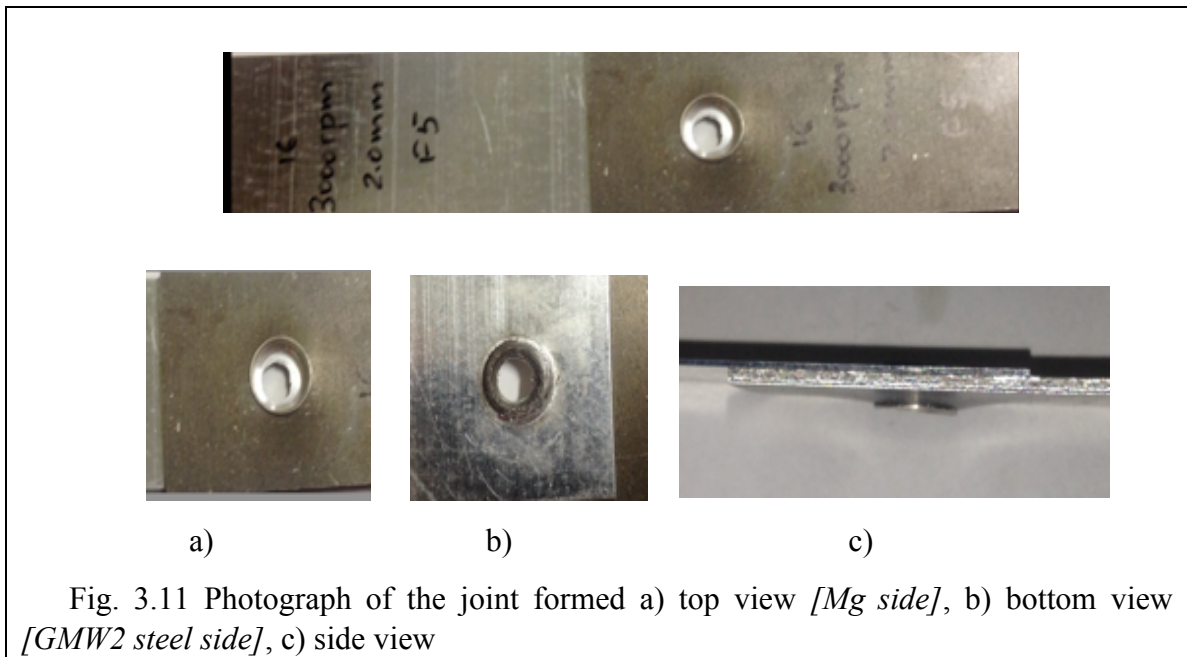 16
3000rpm
2.0mm
F5
16
3000rpm
F5
a) b) c)
Fig. 3.11 Photograph of the joint formed a) top view [Mg side], b) bottom view
[GMW2 steel side], c) side view